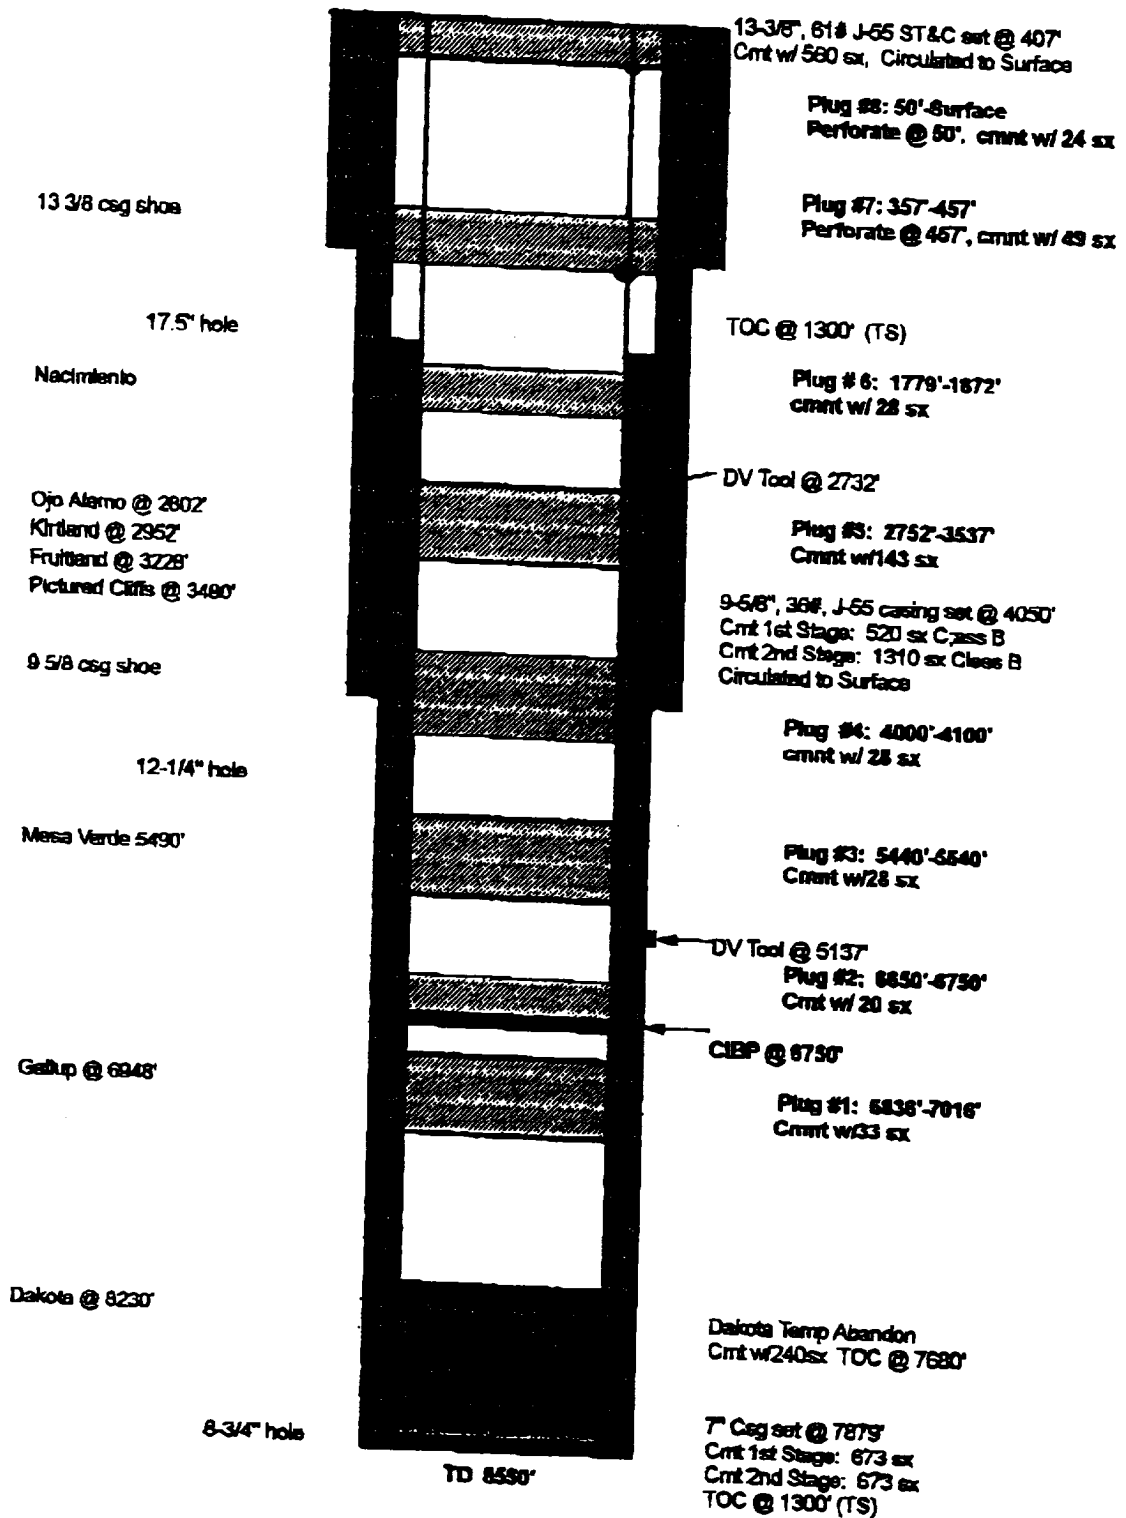 13-3/8", 61# J-55 ST&C set @ 407'
Cmt w/ 560 sx, Circulated to Surface
Plug #8: 50'-Surface
Perforate @ 50', cmnt w/ 24 sx
13 3/8 csg shoe
Plug #7: 357'-457'
Perforate @ 457', cmnt w/ 49 sx
17.5" hole
TOC @ 1300' (TS)
Nacimiento
Plug # 6: 1779'-1872'
cmnt w/ 28 sx
DV Tool @ 2732'
Ojo Alamo @ 2802'
Kirtland @ 2952'
Fruitland @ 3228'
Pictured Cliffs @ 3480'
Plug #5: 2752'-3537'
Cmnt w/143 sx
9-5/8", 36#, J-55 casing set @ 4050'
Cmt 1st Stage: 520 sx Class B
Cmt 2nd Stage: 1310 sx Class B
Circulated to Surface
9 5/8 csg shoe
Plug #4: 4000'-4100'
cmnt w/ sx
12-1/4" hole
Mesa Verde 5490'
Plug #3: 5440'-5540'
Cmnt w/28 sx
DV Tool @ 5137'
Plug #2: 6650'-6750'
Cmt w/ 20 sx
CIBP @ 6750'
Gallup @ 6948'
Plug #1: -7016'
Cmnt w/33 sx
Dakota @ 8230'
Dakota Temp Abandon
Cmt w/240sx TOC @ 7680'
8-3/4" hole
7" Csg set @ 7879'
Cmt 1st Stage: 673 sx
Cmt 2nd Stage: 673 sx
TOC @ 1300' (TS)
TD